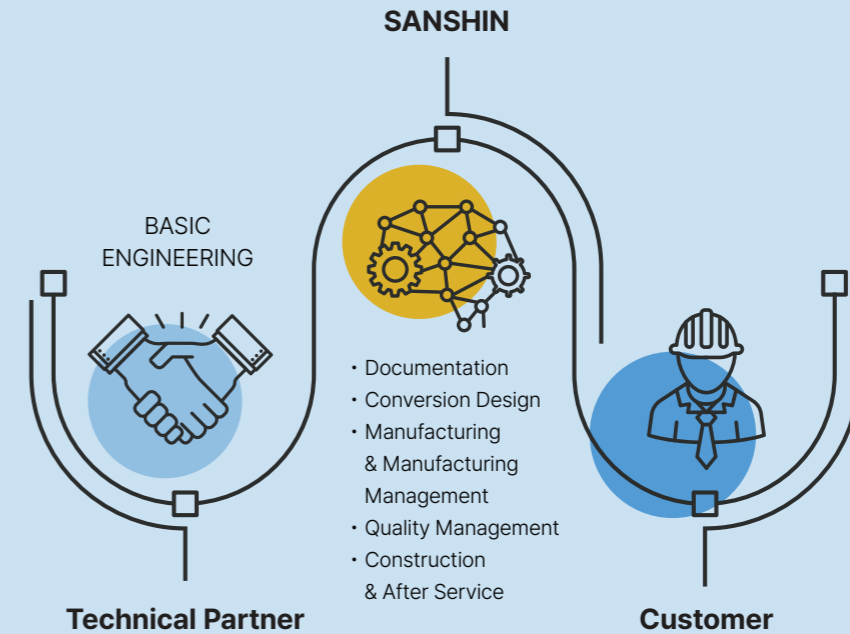 SANSHIN
BASIC
ENGINEERING
· Documentation
· Conversion Design
· Manufacturing
& Manufacturing
Management
· Quality Management
· Construction
& After Service
Technical Partner
Customer